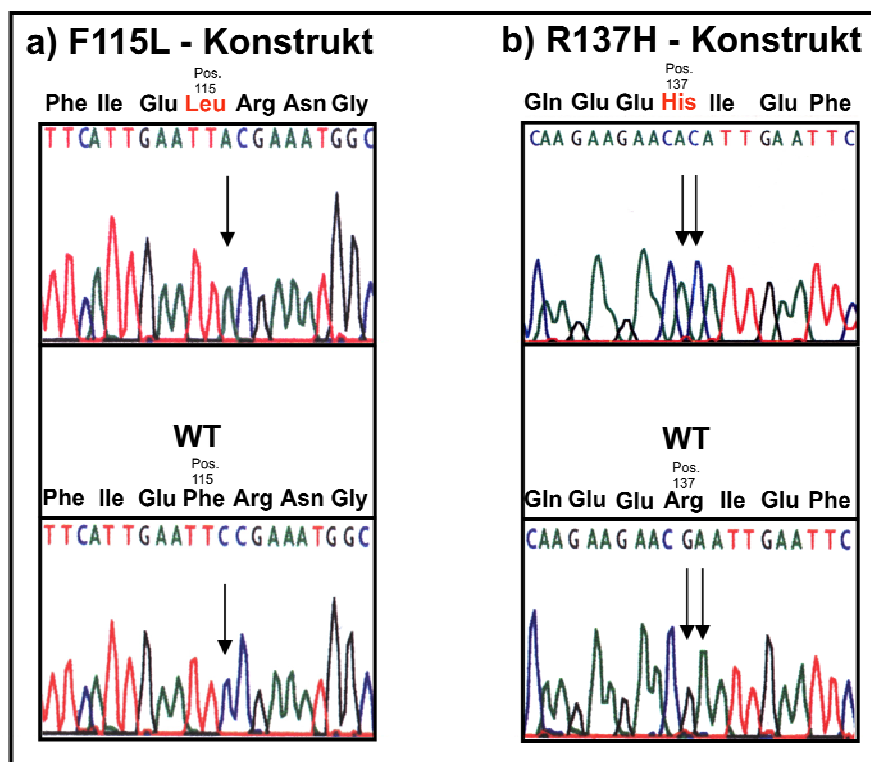 a) F115L - Konstrukt
Pos.
115
Phe Ile Glu Leu Arg Asn Gly
TTCATTGAATTACGAAATGGC
WT
Pos.
115
Phe Ile Glu Phe Arg Asn Gly
TTCATTGAATTCCGAAATGGC
b) R137H - Konstrukt
Pos.
137
Gln Glu Glu His Ile Glu Phe
CAAGAAGAACACATTGAATTC
WT
Pos.
137
Gln Glu Glu Arg Ile Glu Phe
CAAGAAGAACGAATTGAATTC